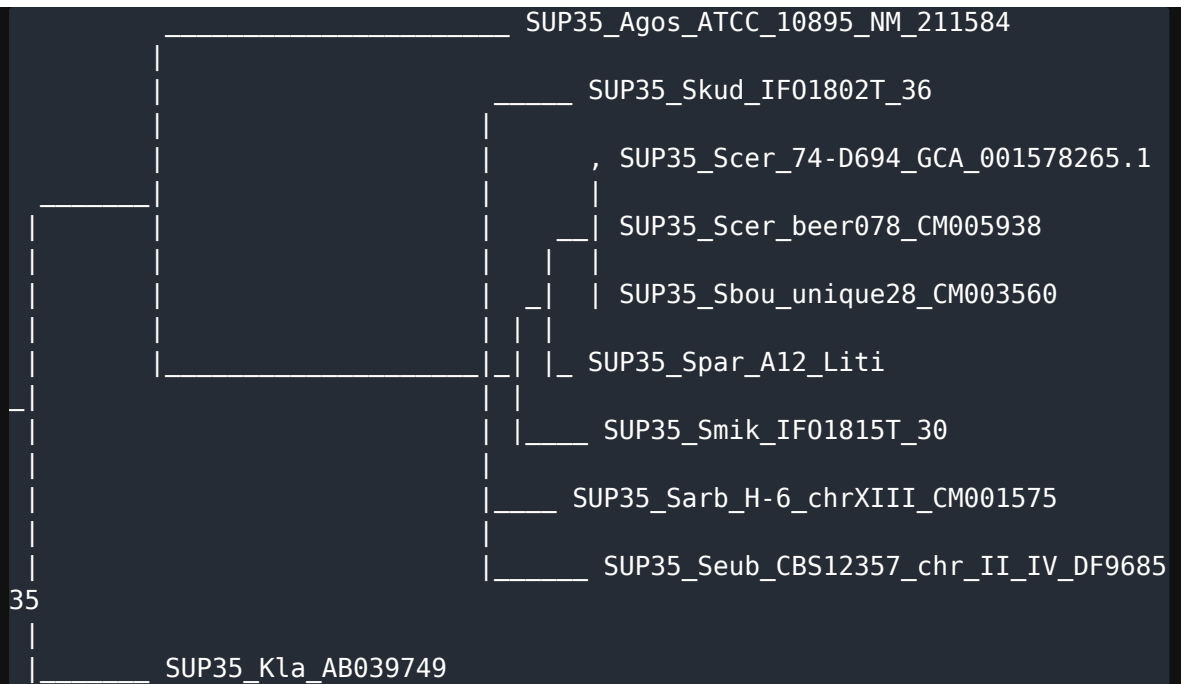 SUP35_Agos_ATCC_10895_NM_211584
SUP35_Skud_IFO1802T_36
, SUP35_Scer_74-D694_GCA_001578265.1
SUP35_Scer_beer078_CM005938
SUP35_Sbou_unique28_CM003560
SUP35_Spar_A12_Liti
SUP35_Smik_IFO1815T_30
SUP35_Sarb_H-6_chrXIII_CM001575
SUP35_Seub_CBS12357_chr_II_IV_DF9685
35
SUP35_Kla_AB039749